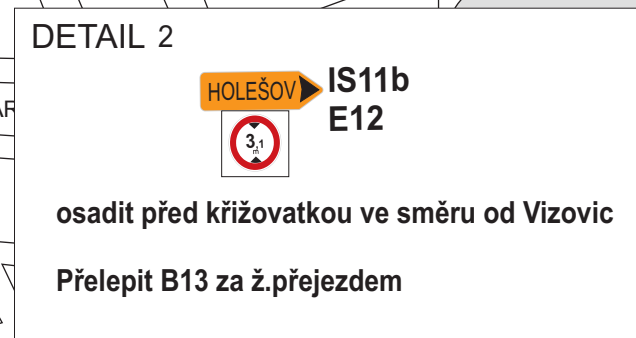 DETAIL 2
HOLEŠOV
IS11b
E12
3,1
m
osadit před křižovatkou ve směru od Vizovic
Přelepit B13 za ž.přejezdem